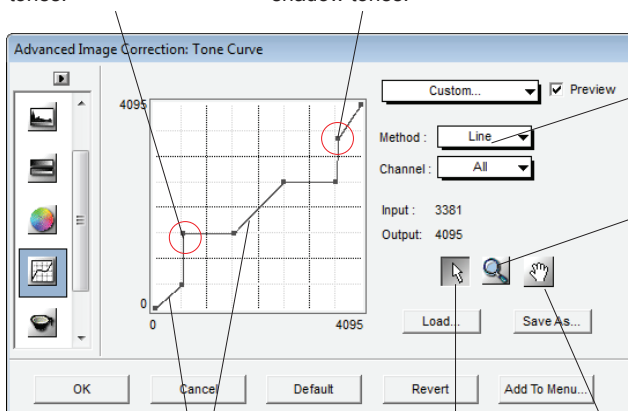 Advanced Image Correction: Tone Curve
4095
Custom...
Preview
Method :
Line
Channel :
All
Input : 3381
Output: 4095
0
0
4095
Load...
Save As...
OK
Cancel
Default
Revert
Add To Menu...